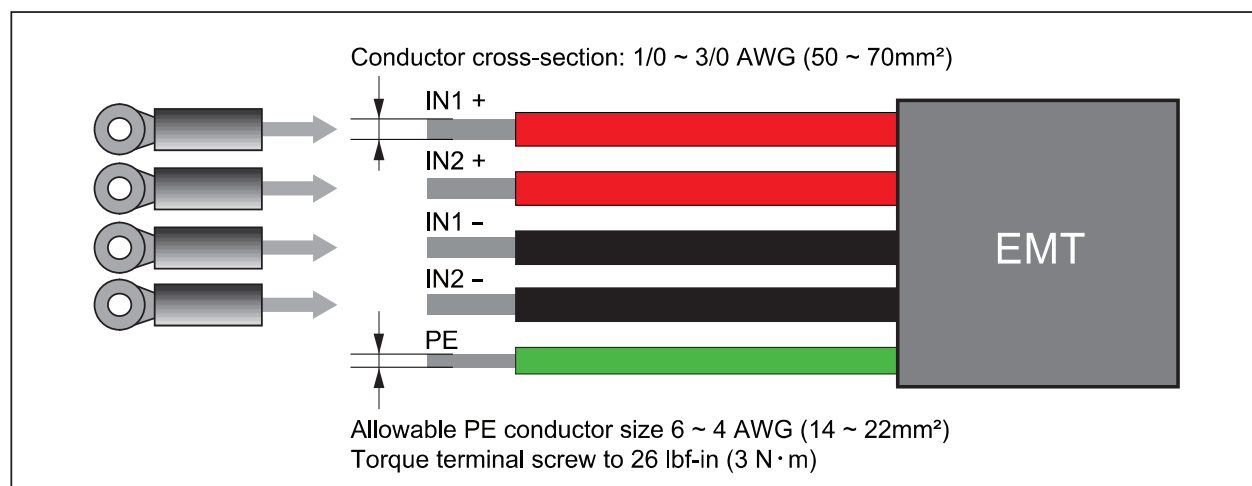 Conductor cross-section: 1/0 ~ 3/0 AWG (50 ~ 70mm²)
IN1 +
IN2 +
IN1 –
IN2 –
PE
EMT
Allowable PE conductor size 6 ~ 4 AWG (14 ~ 22mm²)
Torque terminal screw to 26 lbf-in (3 N·m)